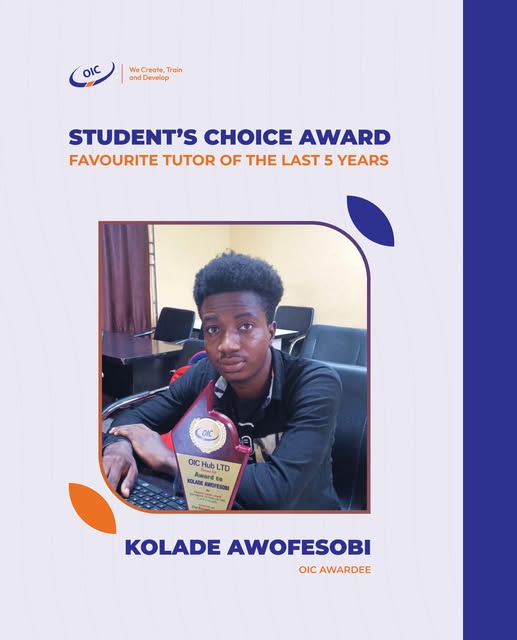 OIC
We Create, Train
and Develop
STUDENT'S CHOICE AWARD
FAVOURITE TUTOR OF THE LAST 5 YEARS
OIC
OIC Hub LTD
Award to
KOLADE AWOFESOBI
KOLADE AWOFESOBI
OIC AWARDEE